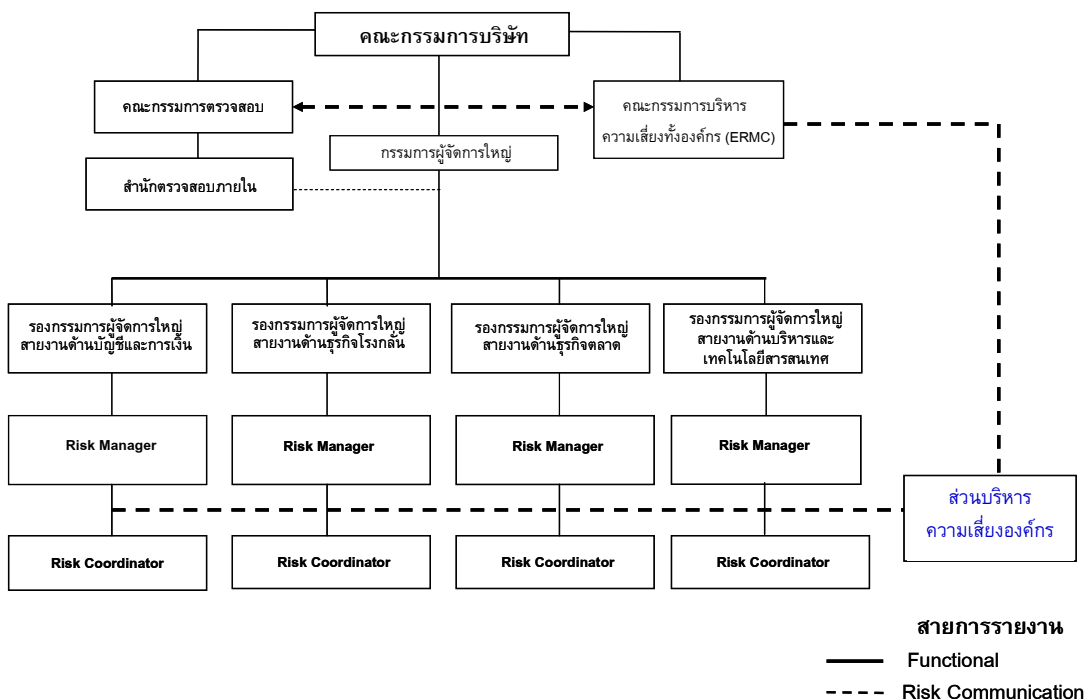 คณะกรรมการบริษัท
คณะกรรมการตรวจสอบ
คณะกรรมการบริหาร
ความเสี่ยงทั้งองค์กร (ERMC)
กรรมการผู้จัดการใหญ่
สำนักตรวจสอบภายใน
รองกรรมการผู้จัดการใหญ่
สายงานด้านบัญชีและการเงิน
รองกรรมการผู้จัดการใหญ่
สายงานด้านธุรกิจโรงกลั่น
รองกรรมการผู้จัดการใหญ่
สายงานด้านธุรกิจตลาด
รองกรรมการผู้จัดการใหญ่
สายงานด้านบริหารและ
เทคโนโลยีสารสนเทศ
Risk Manager
Risk Manager
Risk Manager
Risk Manager
ส่วนบริหาร
ความเสี่ยงองค์กร
Risk Coordinator
Risk Coordinator
Risk Coordinator
Risk Coordinator
สายการรายงาน
Functional
Risk Communication